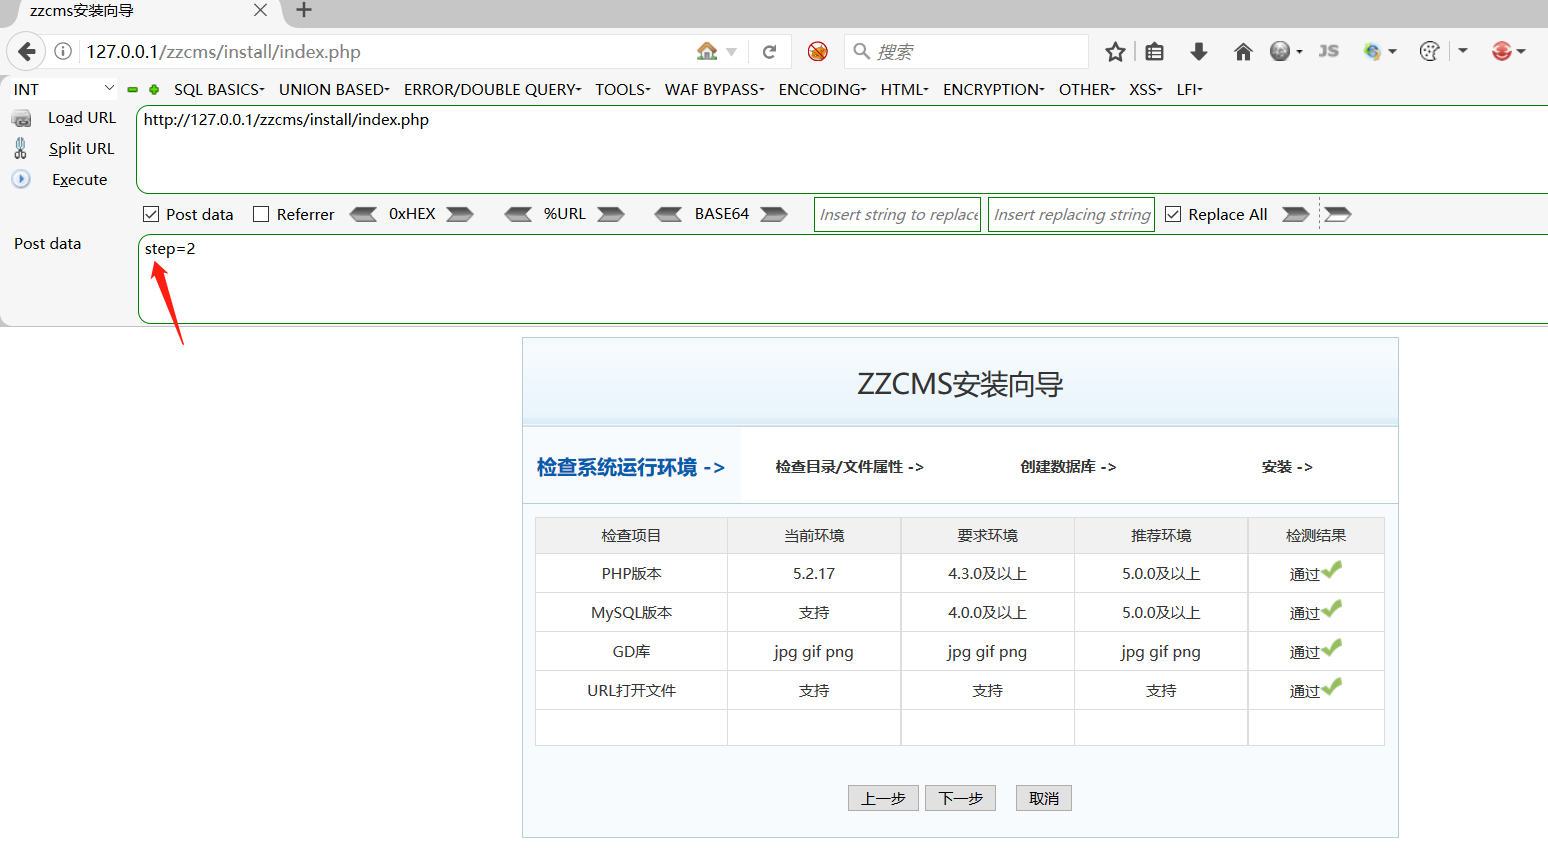 zzcms安装向导
127.0.0.1/zzcms/install/index.php
搜索
JS
INT
SQL BASICS
UNION BASED
ERROR/DOUBLE QUERY
TOOLS
WAF BYPASS
ENCODING
HTML
ENCRYPTION
OTHER
XSS
LFI
Load URL
http://127.0.0.1/zzcms/install/index.php
Split URL
Execute
Post data
Referrer
0xHEX
%URL
BASE64
Insert string to replace
Insert replacing string
Replace All
Post data
step=2
ZZCMS安装向导
检查系统运行环境 ->
检查目录/文件属性 ->
创建数据库 ->
安装 ->
检查项目 当前环境 要求环境 推荐环境 检测结果
PHP版本 5.2.17 4.3.0及以上 5.0.0及以上 通过
MySQL版本 支持 4.0.0及以上 5.0.0及以上 通过
GD库 jpg gif png jpg gif png jpg gif png 通过
URL打开文件 支持 支持 支持 通过
上一步 下一步 取消